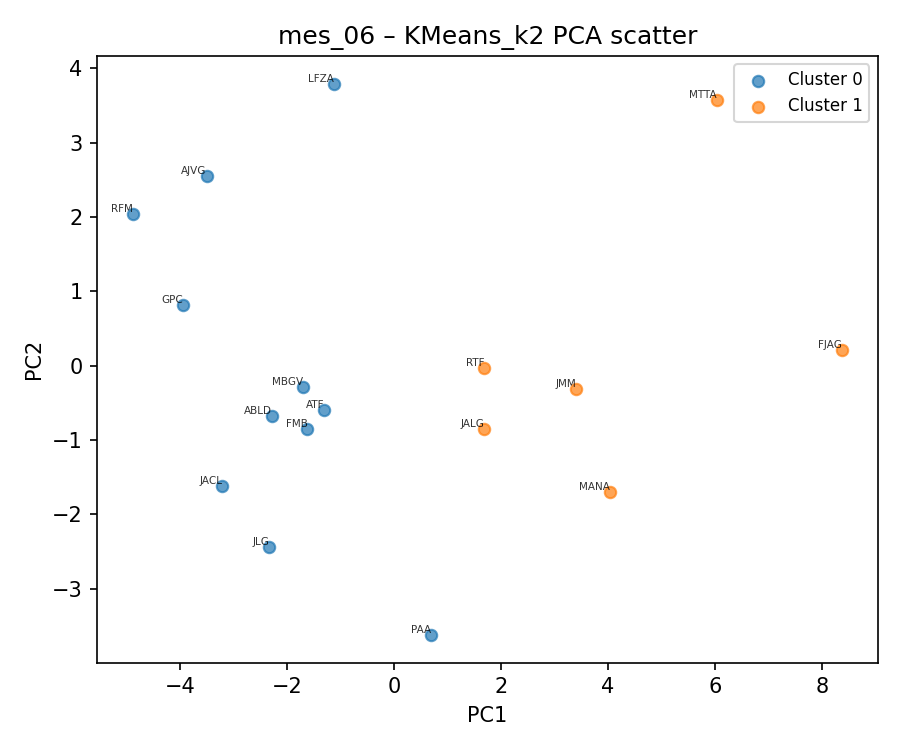 mes_06 – KMeans_k2 PCA scatter
Cluster 0
Cluster 1
LFZA
MTTA
AJVG
RFM
GPC
FJAG
RTF
MBGV
JMM
ATF
ABLD
FMB
JALG
JACL
MANA
JLG
PAA
4
3
2
1
0
−1
−2
−3
PC2
−4
−2
0
2
4
6
8
PC1